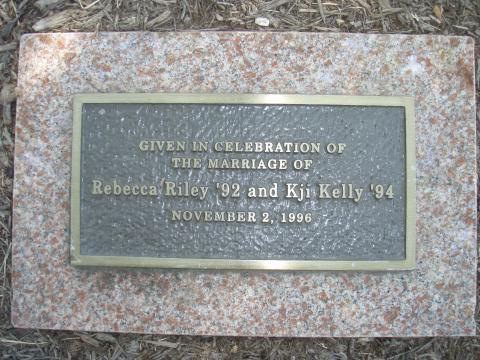 GIVEN IN CELEBRATION OF
THE MARRIAGE OF
Rebecca Riley '92 and Kji Kelly '94
NOVEMBER 2, 1996